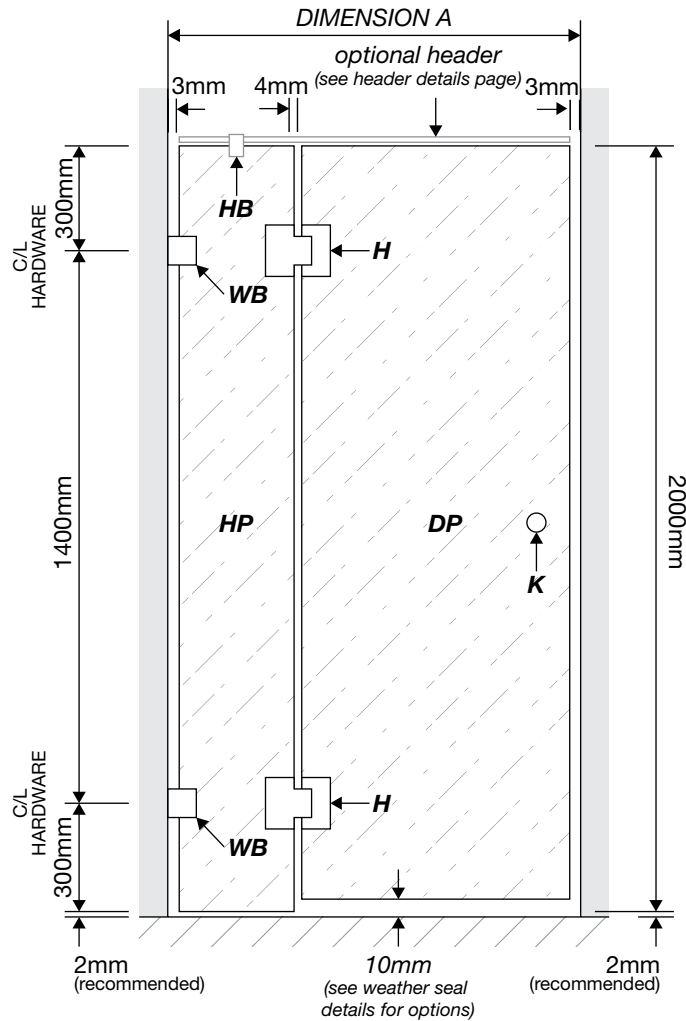 DIMENSION A
optional header
(see header details page)
3mm
4mm
3mm
300mm
C/L
HARDWARE
HB
H
WB
1400mm
HP
DP
K
2000mm
C/L
HARDWARE
300mm
H
WB
2mm
(recommended)
10mm
(see weather seal
details for options)
2mm
(recommended)